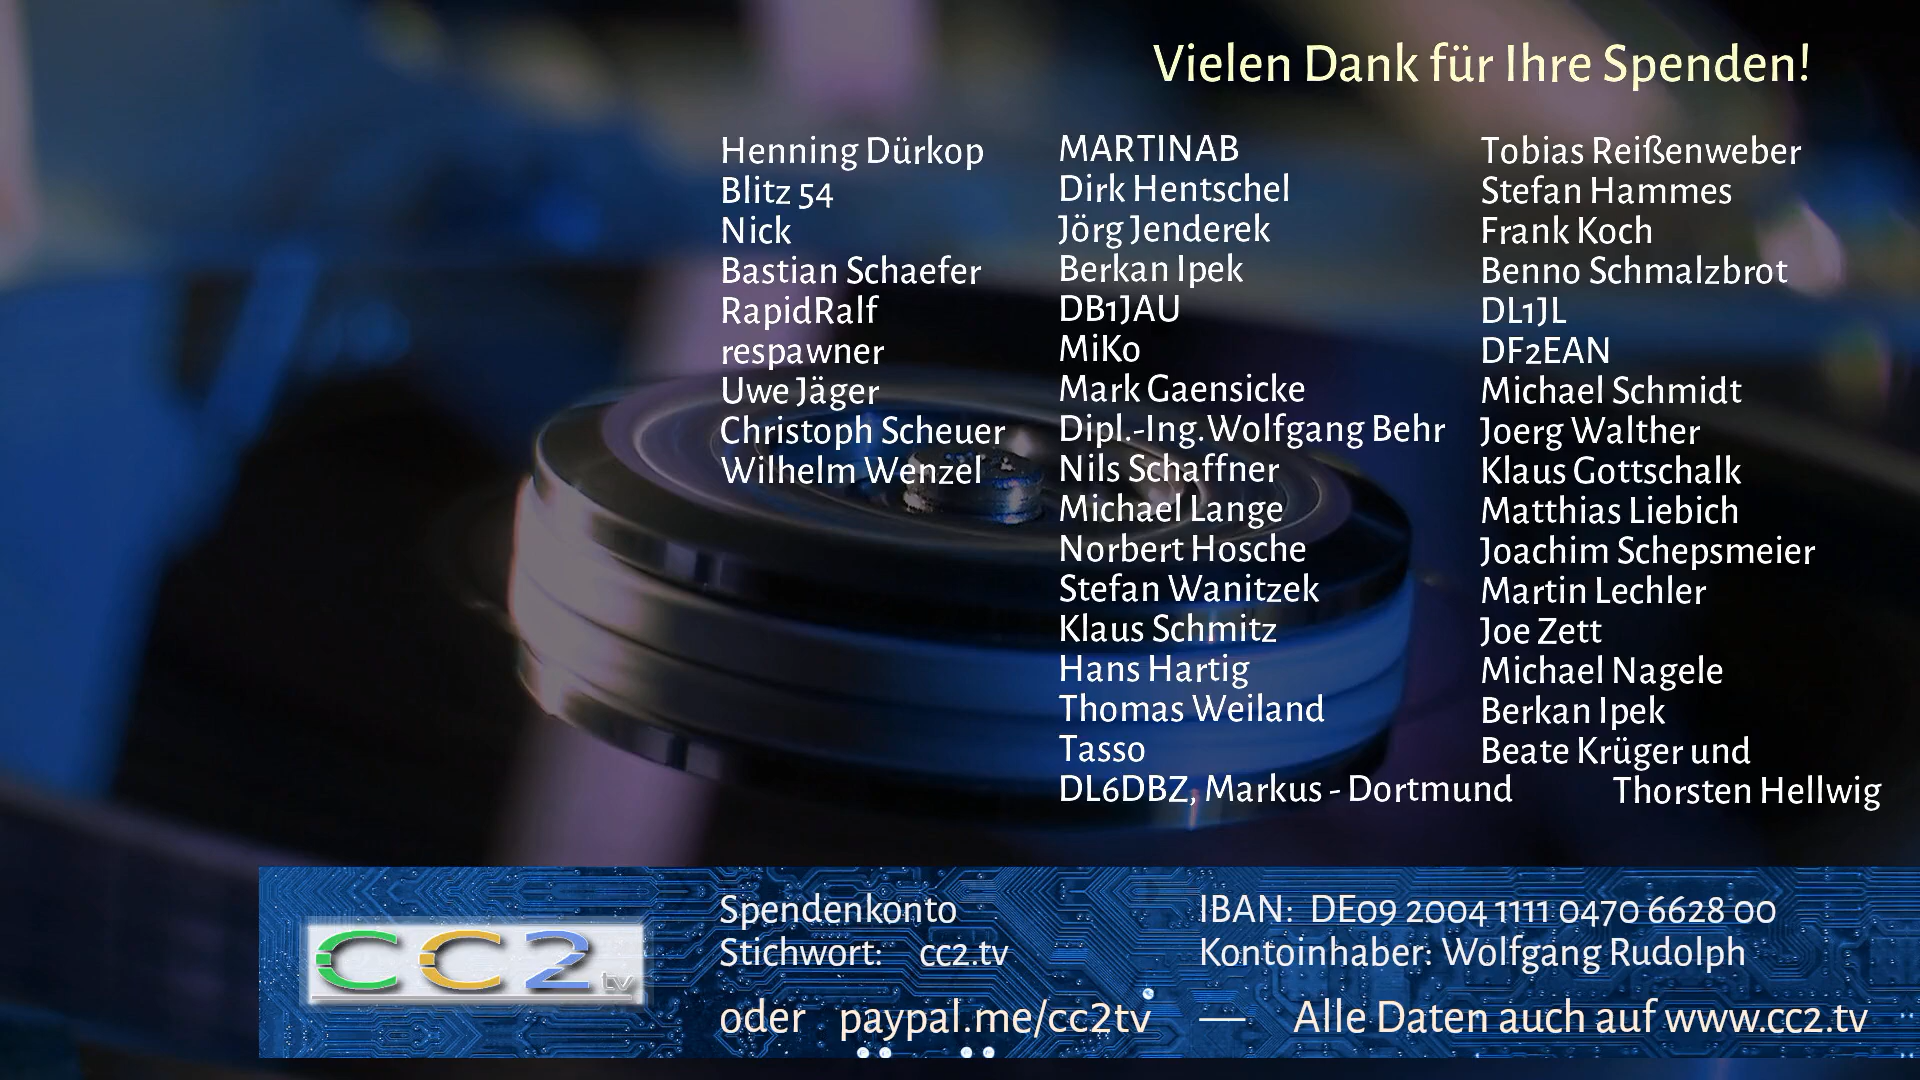 Vielen Dank für Ihre Spenden!
Henning Dürkop
Blitz 54
Nick
Bastian Schaefer
RapidRalf
respawner
Uwe Jäger
Christoph Scheuer
Wilhelm Wenzel
MARTINAB
Dirk Hentschel
Jörg Jenderek
Berkan Ipek
DB1JAU
MiKo
Mark Gaensicke
Dipl.-Ing.Wolfgang Behr
Nils Schaffner
Michael Lange
Norbert Hosche
Stefan Wanitzek
Klaus Schmitz
Hans Hartig
Thomas Weiland
Tasso
DL6DBZ, Markus - Dortmund
Tobias Reißenweber
Stefan Hammes
Frank Koch
Benno Schmalzbrot
DL1JL
DF2EAN
Michael Schmidt
Joerg Walther
Klaus Gottschalk
Matthias Liebich
Joachim Schepsmeier
Martin Lechler
Joe Zett
Michael Nagele
Berkan Ipek
Beate Krüger und
Thorsten Hellwig
CC2 tv
Spendenkonto
Stichwort: cc2.tv
IBAN: DE09 2004 1111 0470 6628 00
Kontoinhaber: Wolfgang Rudolph
oder paypal.me/cc2tv — Alle Daten auch auf www.cc2.tv